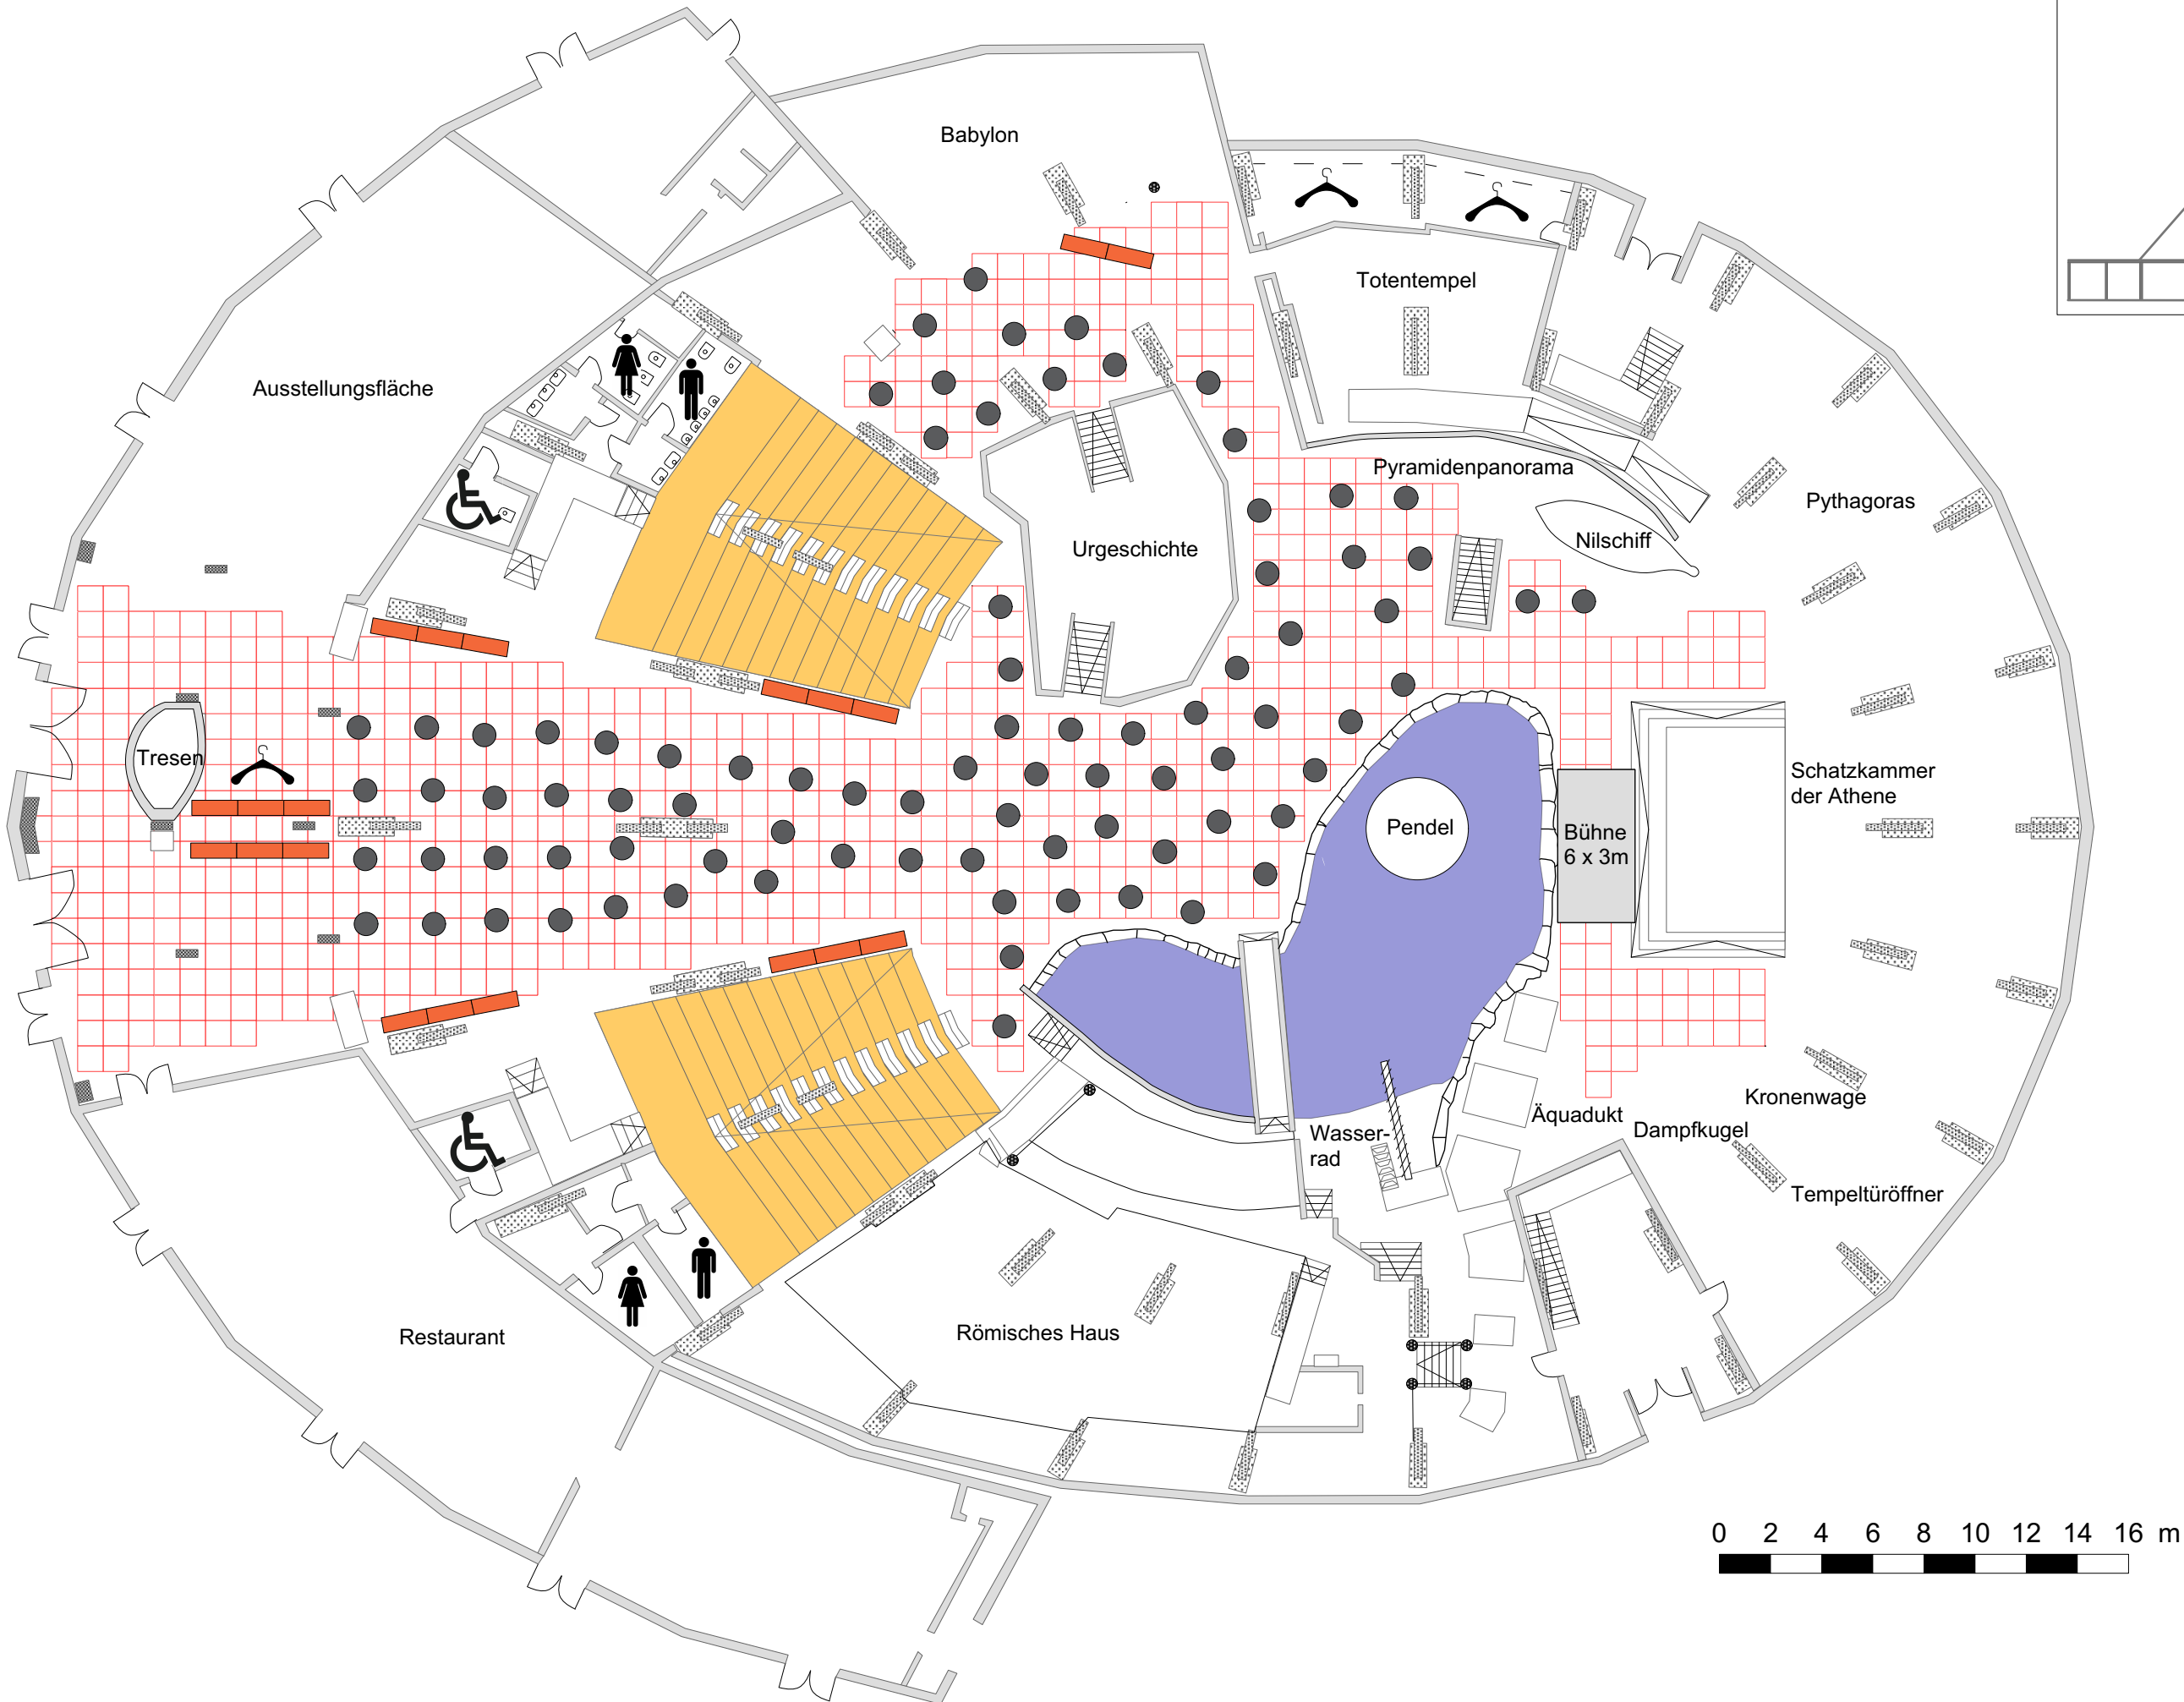 Babylon
Totentempel
Ausstellungsfläche
Pyramidenpanorama
Pythagoras
Urgeschichte
Nilschiff
Tresen
Schatzkammer
der Athene
Pendel
Bühne
6 x 3m
Kronenwage
Äquadukt
Dampfkugel
Wasser-
rad
Tempeltüröffner
Restaurant
Römisches Haus
0 2 4 6 8 10 12 14 16 m